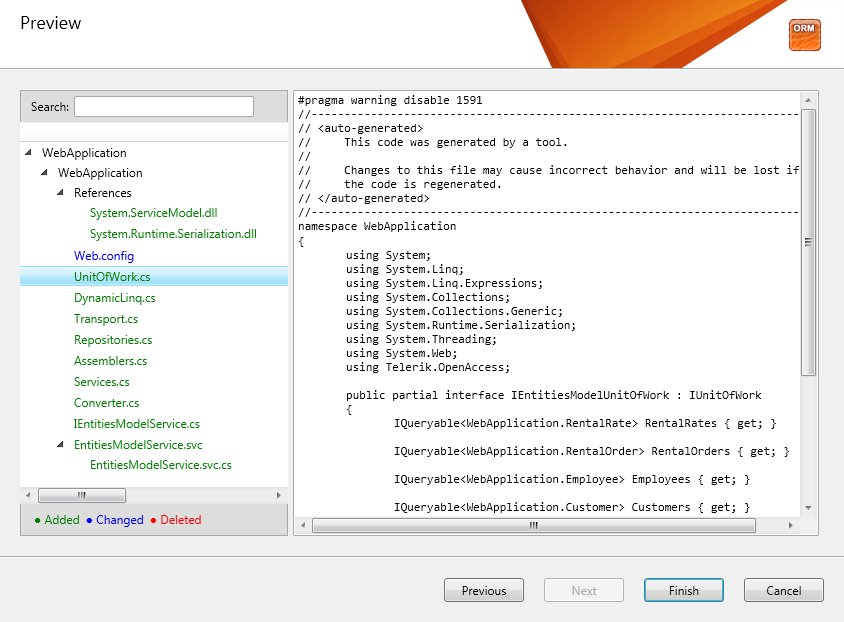 Preview
ORM
Search:
WebApplication
WebApplication
References
System.ServiceModel.dll
System.Runtime.Serialization.dll
Web.config
UnitOfWork.cs
DynamicLinq.cs
Transport.cs
Repositories.cs
Assemblers.cs
Services.cs
Converter.cs
IEntitiesModelService.cs
EntitiesModelService.svc
EntitiesModelService.svc.cs
Added Changed Deleted
#pragma warning disable 1591
//------------------------------------------------------------------------
// <auto-generated>
//     This code was generated by a tool.
//
//     Changes to this file may cause incorrect behavior and will be lost if
//     the code is regenerated.
// </auto-generated>
//------------------------------------------------------------------------
namespace WebApplication
{
using System;
using System.Linq;
using System.Linq.Expressions;
using System.Collections;
using System.Collections.Generic;
using System.Runtime.Serialization;
using System.Threading;
using System.Web;
using Telerik.OpenAccess;
public partial interface IEntitiesModelUnitOfWork : IUnitOfWork
{
IQueryable<WebApplication.RentalRate> RentalRates { get; }
IQueryable<WebApplication.RentalOrder> RentalOrders { get; }
IQueryable<WebApplication.Employee> Employees { get; }
IQueryable<WebApplication.Customer> Customers { get; }
Previous Next Finish Cancel